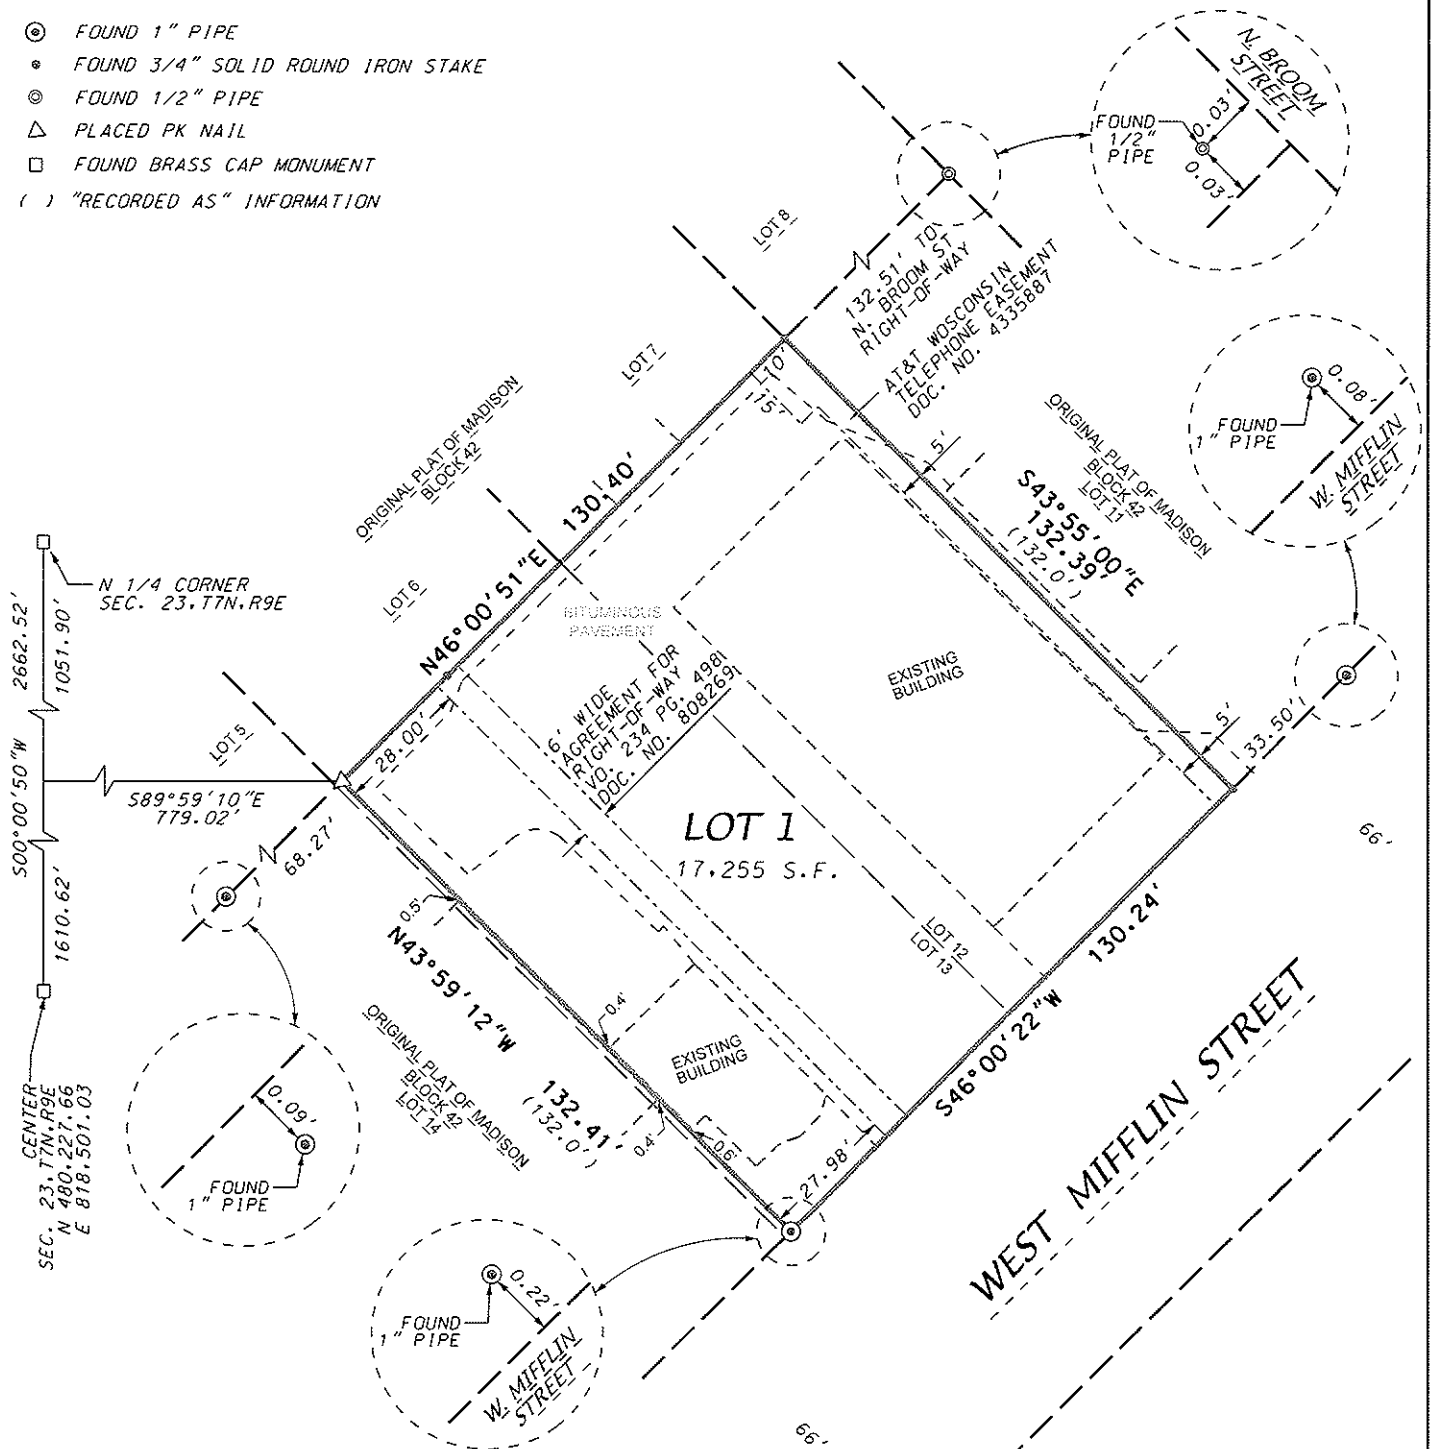 FOUND 1" PIPE
FOUND 3/4" SOLID ROUND IRON STAKE
FOUND 1/2" PIPE
PLACED PK NAIL
FOUND BRASS CAP MONUMENT
( ) "RECORDED AS" INFORMATION
N. BROOM
STREET
0.03'
0.03'
FOUND
1/2"
PIPE
LOT 8
132.51' TO
N. BROOM ST
RIGHT-OF-WAY
AT&T WOSCONSIN
TELEPHONE EASEMENT
DOC. NO. 4335887
LOT 7
10'
15'
5'
ORIGINAL PLAT OF MADISON
BLOCK 42
130.40'
N46°00'51"E
ORIGINAL PLAT OF MADISON
BLOCK 42
LOT 11
S43°55'00"E
132.39'
(132.0')
0.08'
FOUND
1" PIPE
W. MIFFLIN
STREET
N 1/4 CORNER
SEC. 23.T7N.R9E
2662.52'
S00°00'50"W
1051.90'
1610.62'
LOT 6
BITUMINOUS
PAVEMENT
EXISTING
BUILDING
6' WIDE
AGREEMENT FOR
RIGHT-OF-WAY
VO. 234 PG. 498
DOC. NO. 808269
LOT 5
28.00'
S89°59'10"E
779.02'
68.27'
5'
33.50'
66'
LOT 1
17,255 S.F.
LOT 12
LOT 13
130.24'
S46°00'22"W
0.5'
N43°59'12"W
132.41'
(132.0')
ORIGINAL PLAT OF MADISON
BLOCK 42
LOT 14
0.4'
EXISTING
BUILDING
0.4'
0.6'
27.98'
WEST MIFFLIN STREET
CENTER
SEC. 23.T7N.R9E
N 480,227.66
E 818,501.03
0.09'
FOUND
1" PIPE
0.22'
FOUND
1" PIPE
W. MIFFLIN
STREET
66'